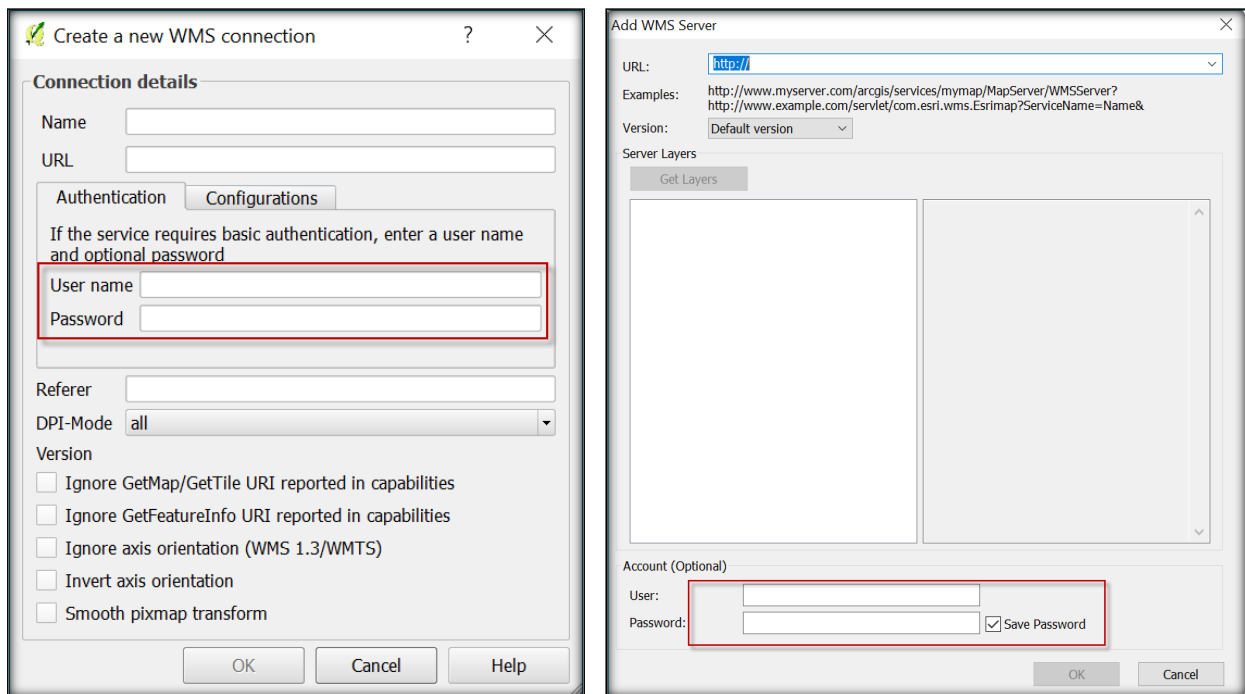 Create a new WMS connection
?
Connection details
Name
URL
Authentication
Configurations
If the service requires basic authentication, enter a user name
and optional password
User name
Password
Referer
DPI-Mode all
Version
Ignore GetMap/GetTile URI reported in capabilities
Ignore GetFeatureInfo URI reported in capabilities
Ignore axis orientation (WMS 1.3/WMTS)
Invert axis orientation
Smooth pixmap transform
OK
Cancel
Help
Add WMS Server
URL: http://
Examples: http://www.myserver.com/arcgis/services/mymap/MapServer/WMSServer?
http://www.example.com/servlet/com.esri.wms.Esrimap?ServiceName=Name&
Version: Default version
Server Layers
Get Layers
Account (Optional)
User:
Password:
Save Password
OK
Cancel